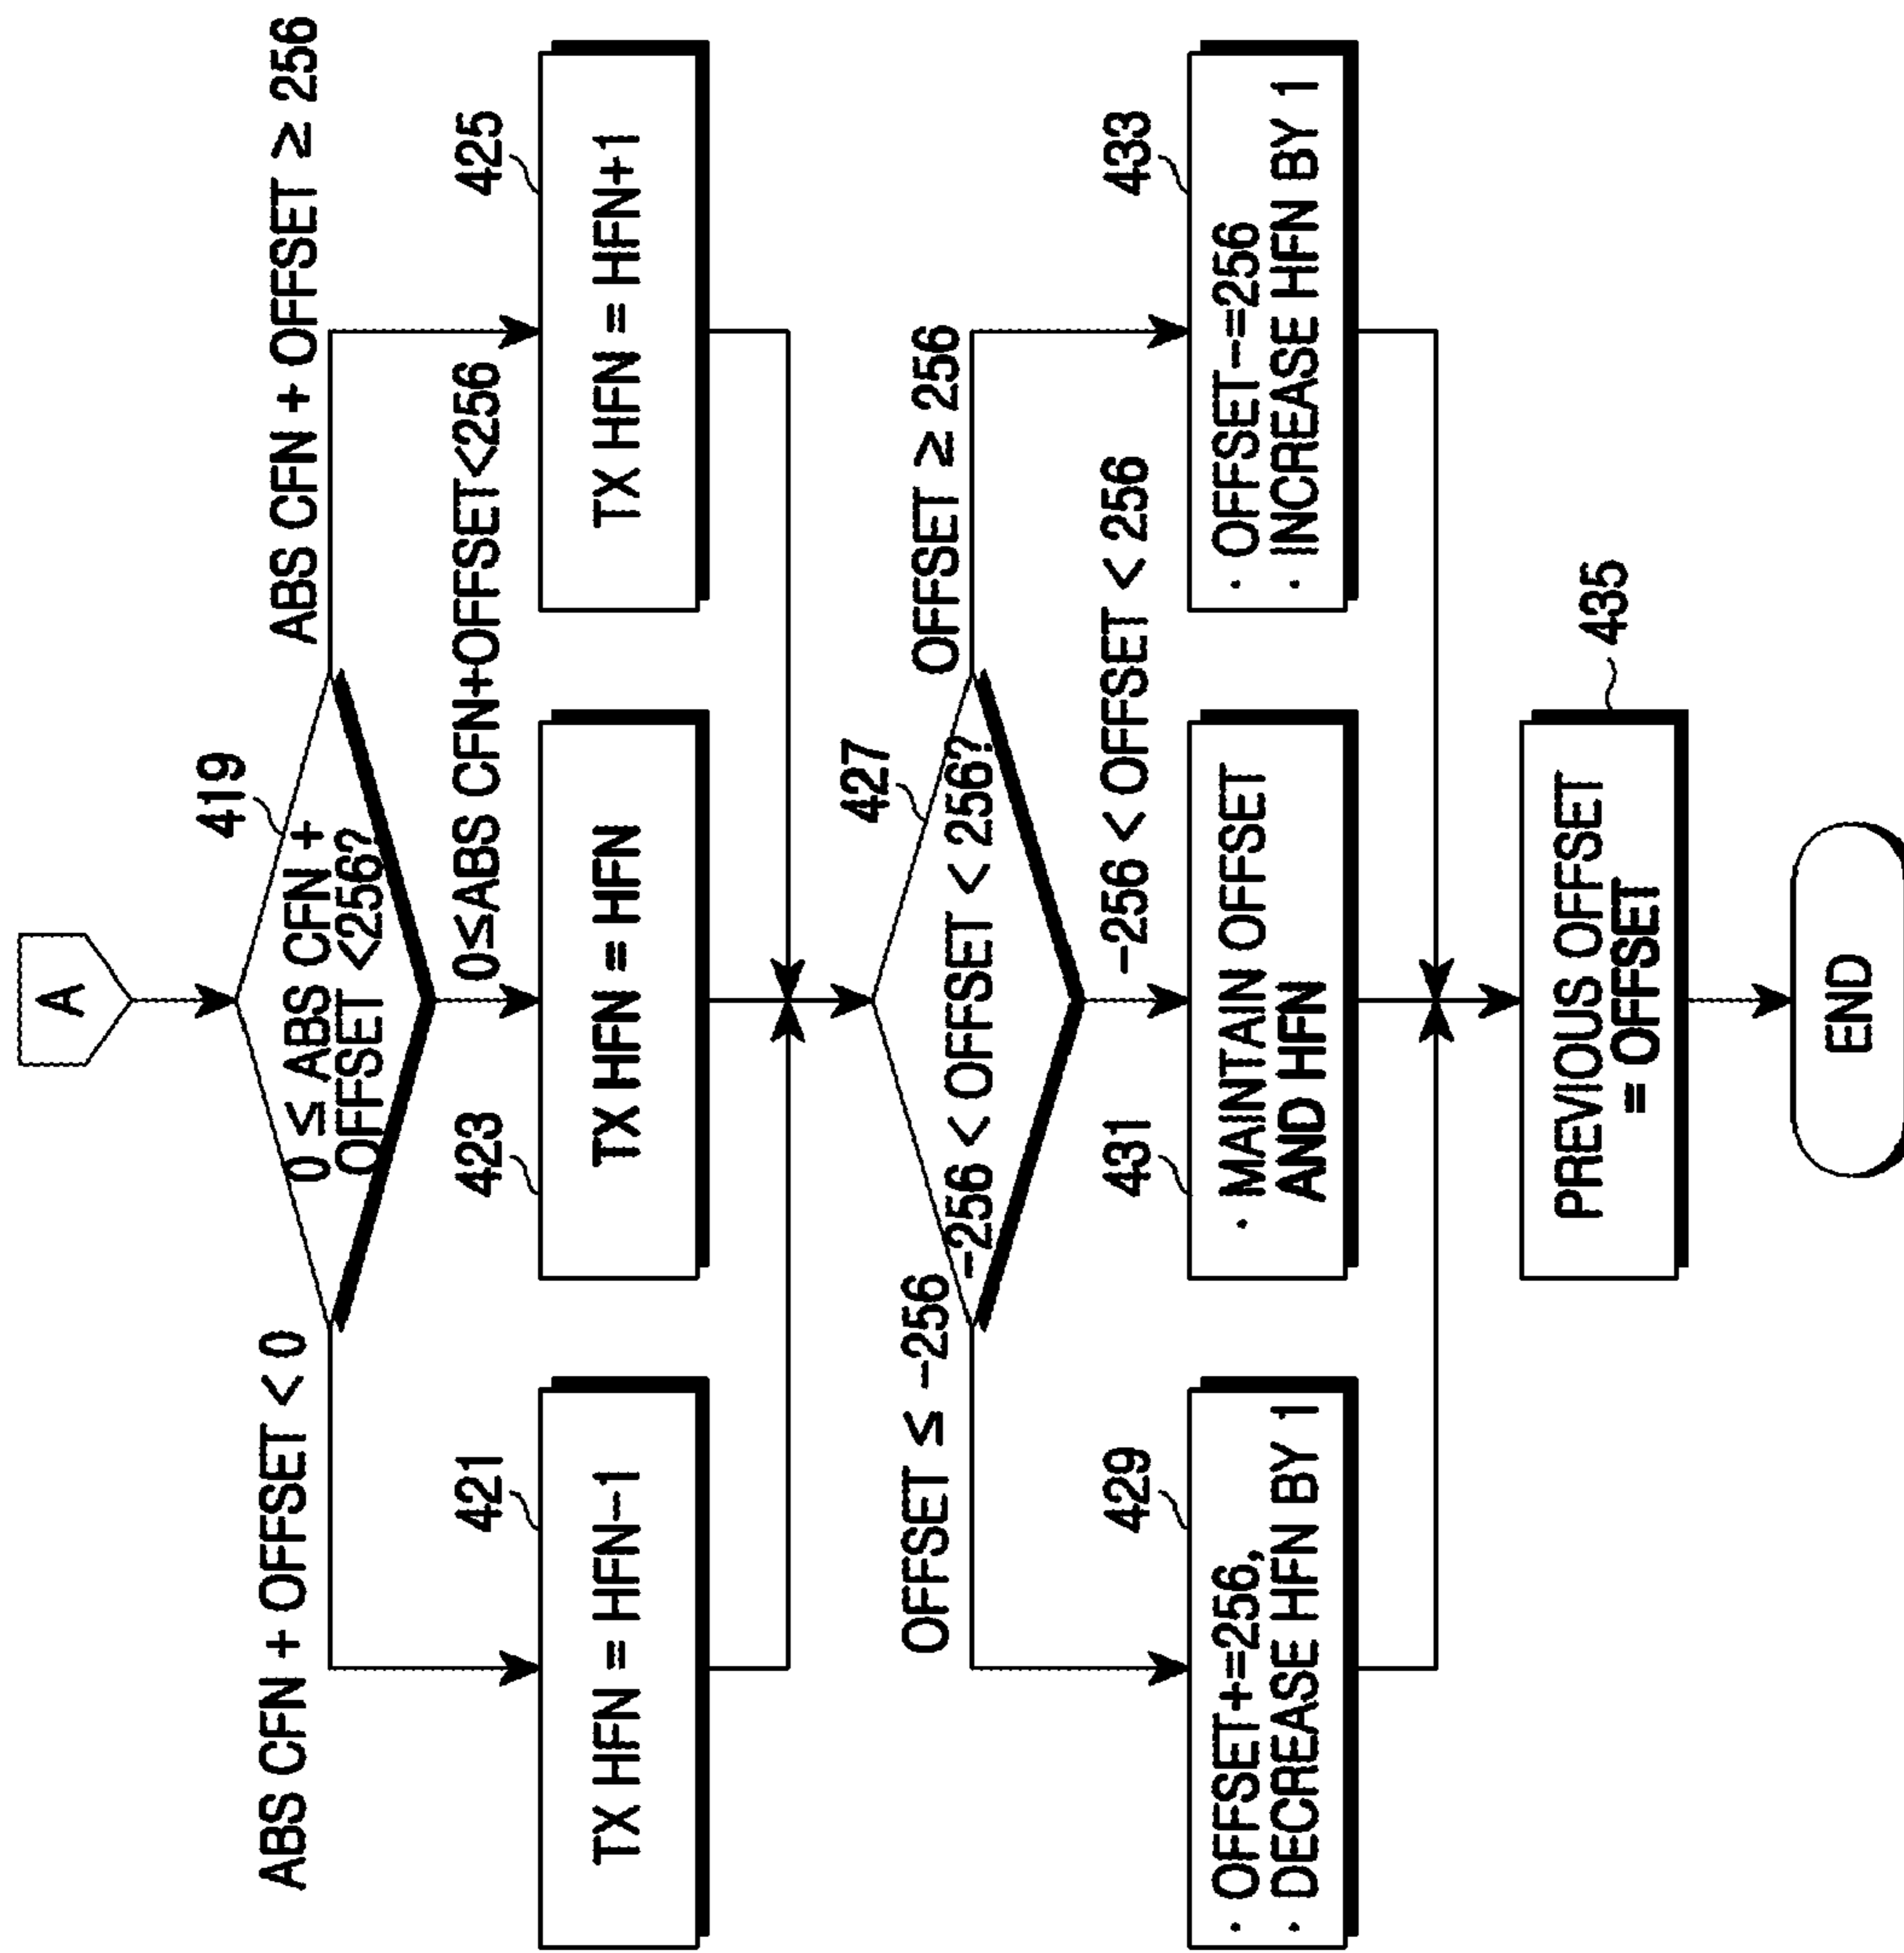 A
419
0 ≤ ABS CFN +
OFFSET <256?
ABS CFN + OFFSET < 0
ABS CFN + OFFSET ≥ 256
0≤ABS CFN+OFFSET<256
421
TX HFN = HFN-1
423
TX HFN = HFN
425
TX HFN = HFN+1
427
-256 < OFFSET < 256?
OFFSET ≤ -256
OFFSET ≥ 256
-256 < OFFSET < 256
429
· OFFSET+=256,
· DECREASE HFN BY 1
431
· MAINTAIN OFFSET
AND HFN
433
· OFFSET-=256
· INCREASE HFN BY 1
435
PREVIOUS OFFSET
= OFFSET
END